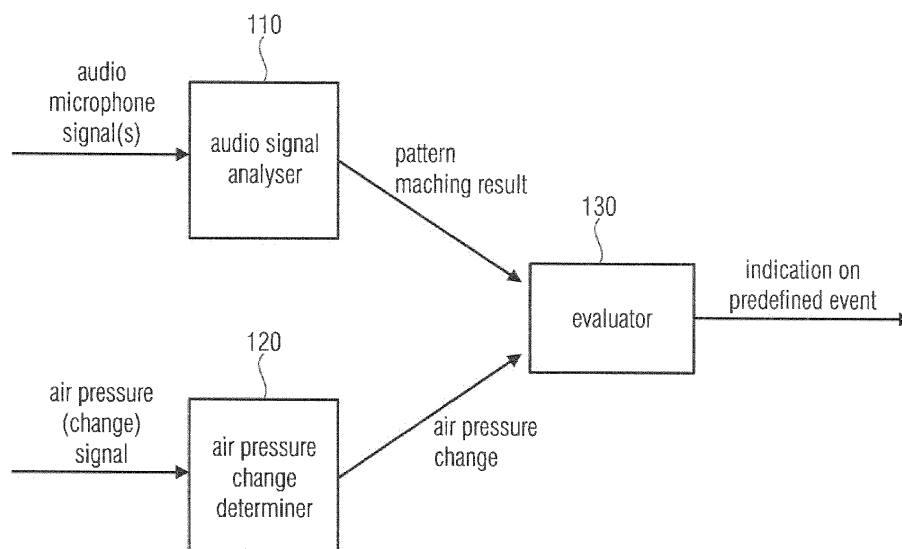 110
audio
microphone
signal(s)
audio signal
analyser
pattern
maching result
130
evaluator
indication on
predefined event
120
air pressure
(change)
signal
air pressure
change
determiner
air pressure
change